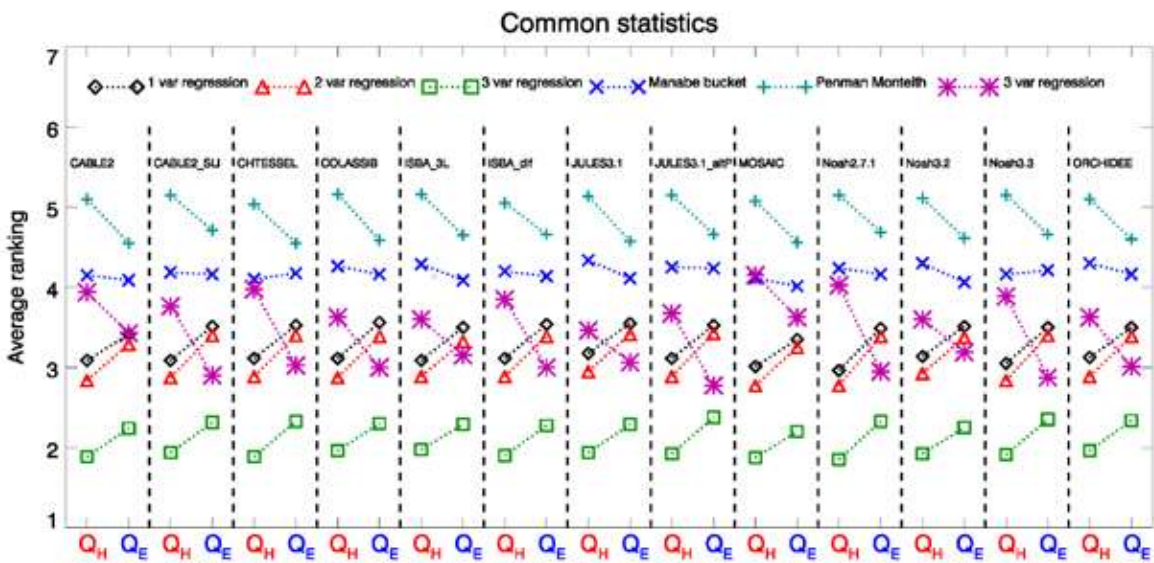 Common statistics
7
1 var regression 2 var regression 3 var regression Manabe bucket Penman Monteith 3 var regression
6
CABLE2 CABLE2_SLI CHTESSEL COLASSIB ISBA_3L ISBA_dif JULES3.1 JULES3.1_altP MOSAIC Noah2.7.1 Noah3.2 Noah3.3 ORCHIDEE
5
Average ranking
4
3
2
1
QH QE QH QE QH QE QH QE QH QE QH QE QH QE QH QE QH QE QH QE QH QE QH QE QH QE